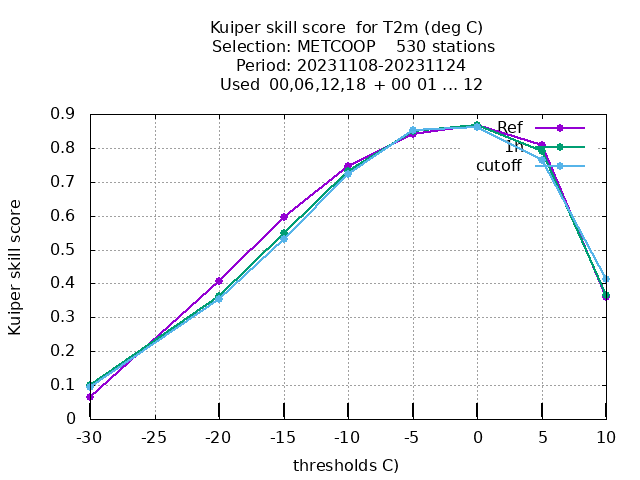 Kuiper skill score for T2m (deg C)
Selection: METCOOP 530 stations
Period: 20231108-20231124
Used 00,06,12,18 + 00 01 ... 12
Kuiper skill score
0.9
0.8
0.7
0.6
0.5
0.4
0.3
0.2
0.1
0
Ref
1h
cutoff
-30 -25 -20 -15 -10 -5 0 5 10
thresholds C)